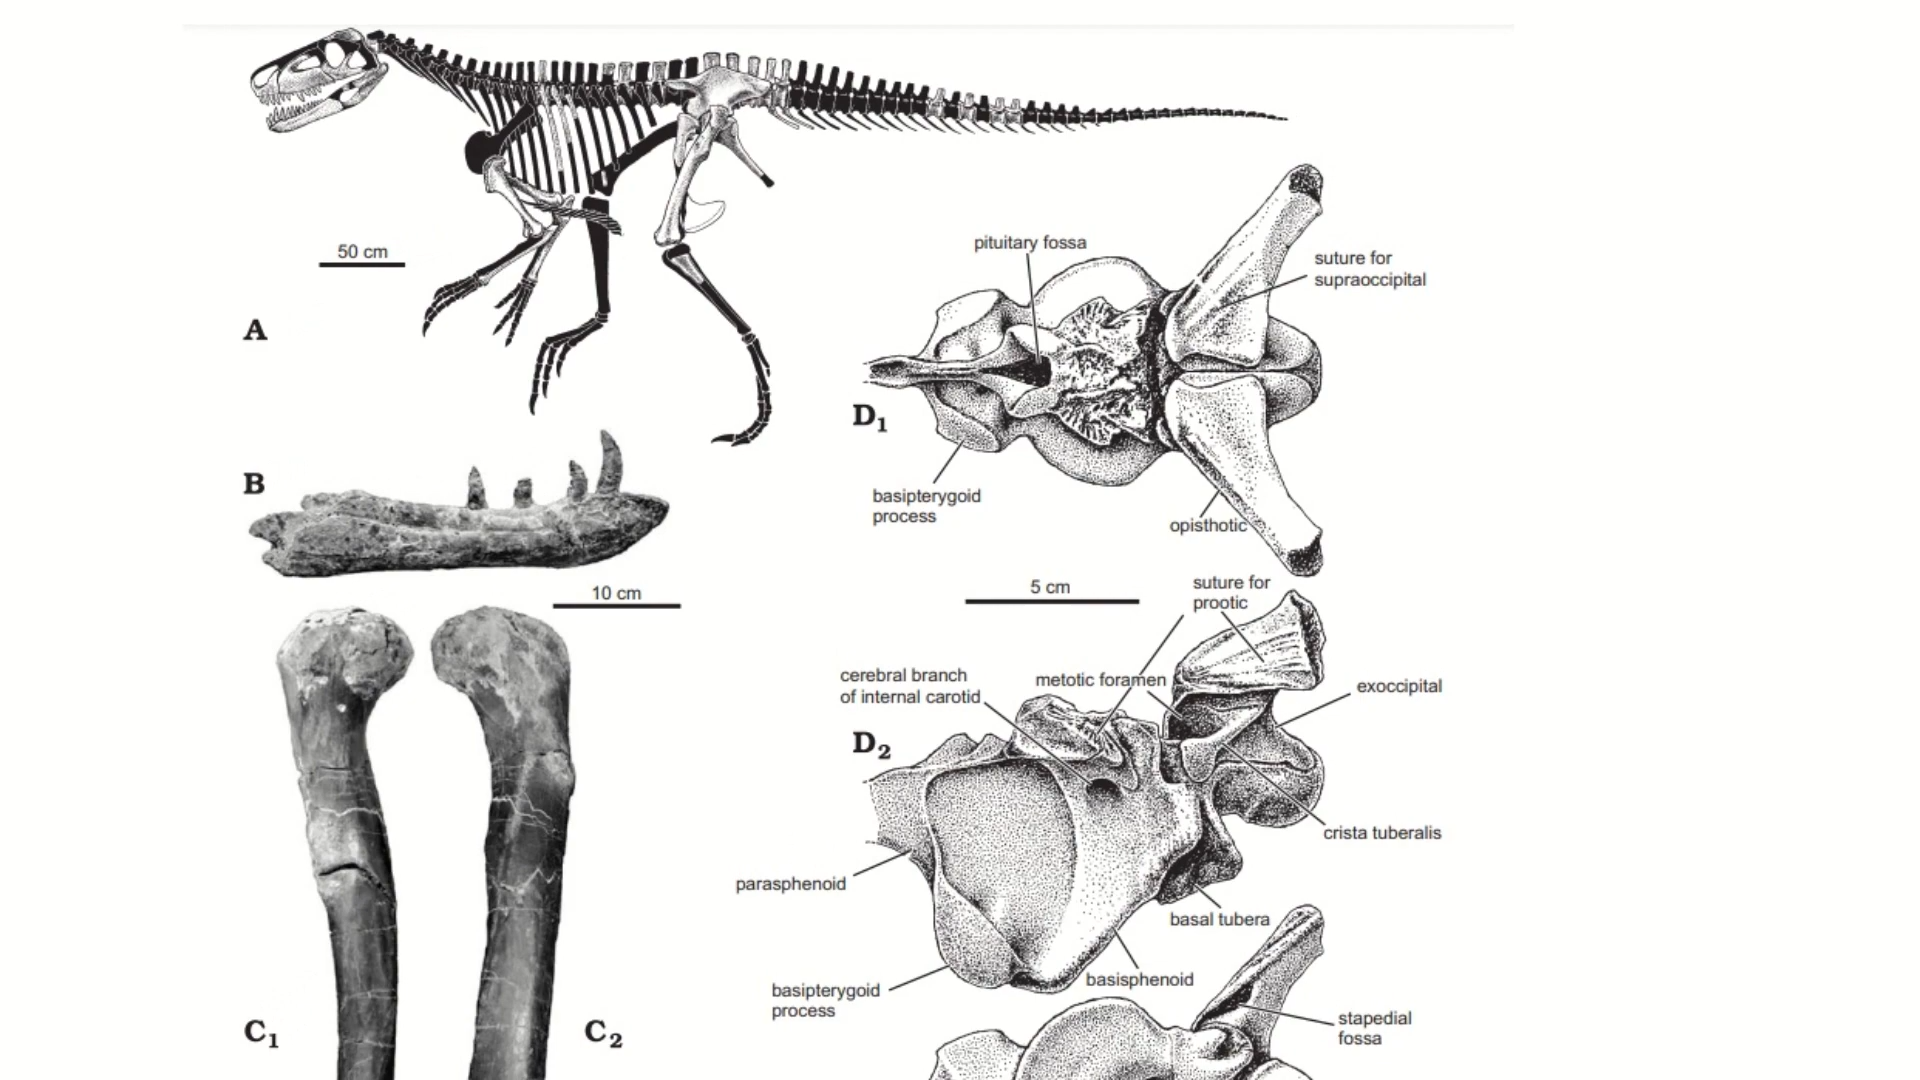 50 cm
A
B
10 cm
C1
C2
pituitary fossa
suture for
supraoccipital
D1
basipterygoid
process
opisthotic
5 cm
suture for
prootic
cerebral branch
of internal carotid
metotic foramen
exoccipital
D2
crista tuberalis
parasphenoid
basal tubera
basisphenoid
basipterygoid
process
stapedial
fossa